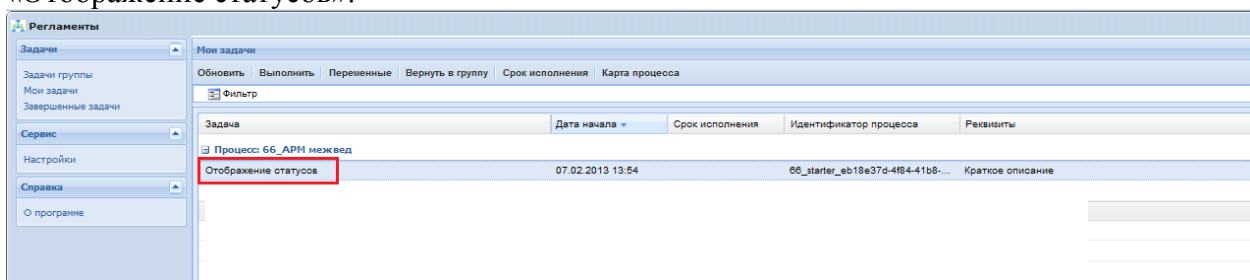 «Отображение статусов».
Регламенты
Задачи
Задачи группы
Мои задачи
Завершенные задачи
Сервис
Настройки
Справка
О программе
Мои задачи
Обновить Выполнить Переменные Вернуть в группу Срок исполнения Карта процесса
Фильтр
Задача Дата начала Срок исполнения Идентификатор процесса Реквизиты
Процесс: 66_АРМ межвед
Отображение статусов 07.02.2013 13:54 66_starter_eb18e37d-4f84-41b8-... Краткое описание